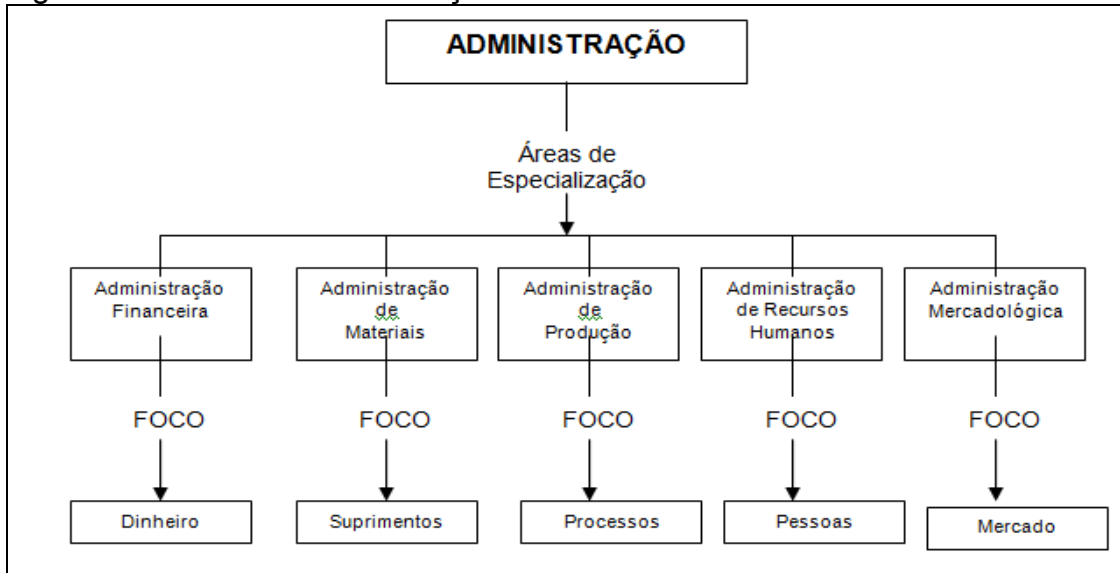 ADMINISTRAÇÃO
Áreas de
Especialização
Administração
Financeira
Administração
de
Materiais
Administração
de
Produção
Administração
de Recursos
Humanos
Administração
Mercadológica
FOCO
FOCO
FOCO
FOCO
FOCO
Dinheiro
Suprimentos
Processos
Pessoas
Mercado